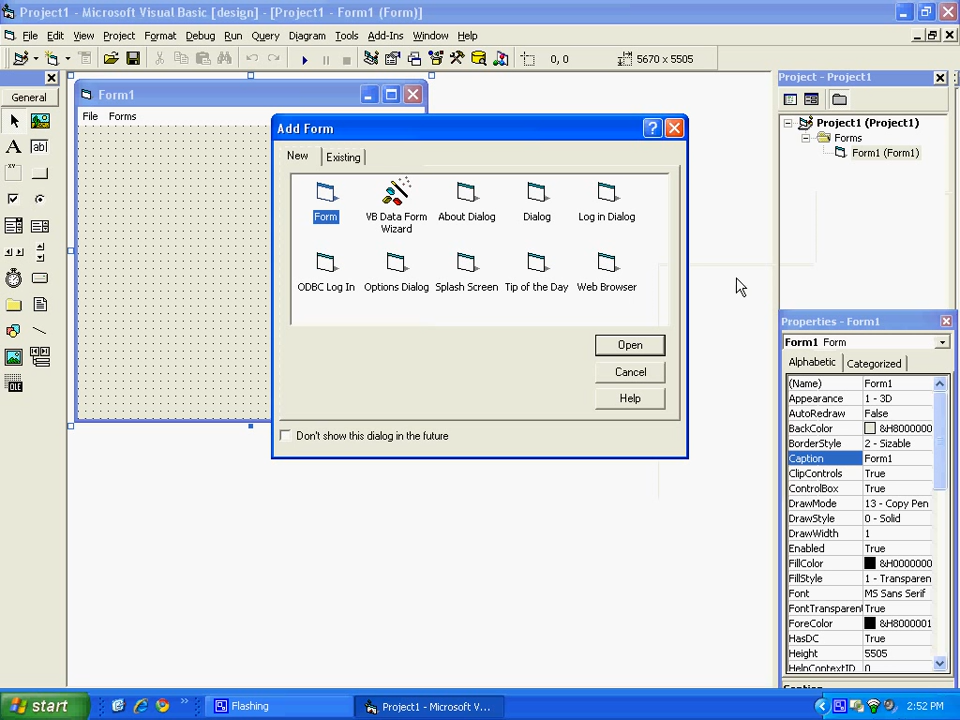 Project1 - Microsoft Visual Basic [design] - [Project1 - Form1 (Form)]
File Edit View Project Format Debug Run Query Diagram Tools Add-Ins Window Help
0, 0 5670 x 5505
General
A ab|
XY
OLE
Form1
File Forms
Add Form
New Existing
Form VB Data Form Wizard About Dialog Dialog Log in Dialog
ODBC Log In Options Dialog Splash Screen Tip of the Day Web Browser
Open
Cancel
Help
Don't show this dialog in the future
Project - Project1
Project1 (Project1)
Forms
Form1 (Form1)
Properties - Form1
Form1 Form
Alphabetic Categorized
(Name) Form1
Appearance 1 - 3D
AutoRedraw False
BackColor &H8000000
BorderStyle 2 - Sizable
Caption Form1
ClipControls True
ControlBox True
DrawMode 13 - Copy Pen
DrawStyle 0 - Solid
DrawWidth 1
Enabled True
FillColor &H0000000
FillStyle 1 - Transparen
Font MS Sans Serif
FontTransparent True
ForeColor &H8000001
HasDC True
Height 5505
HelpContextID 0
start Flashing Project1 - Microsoft V... 2:52 PM